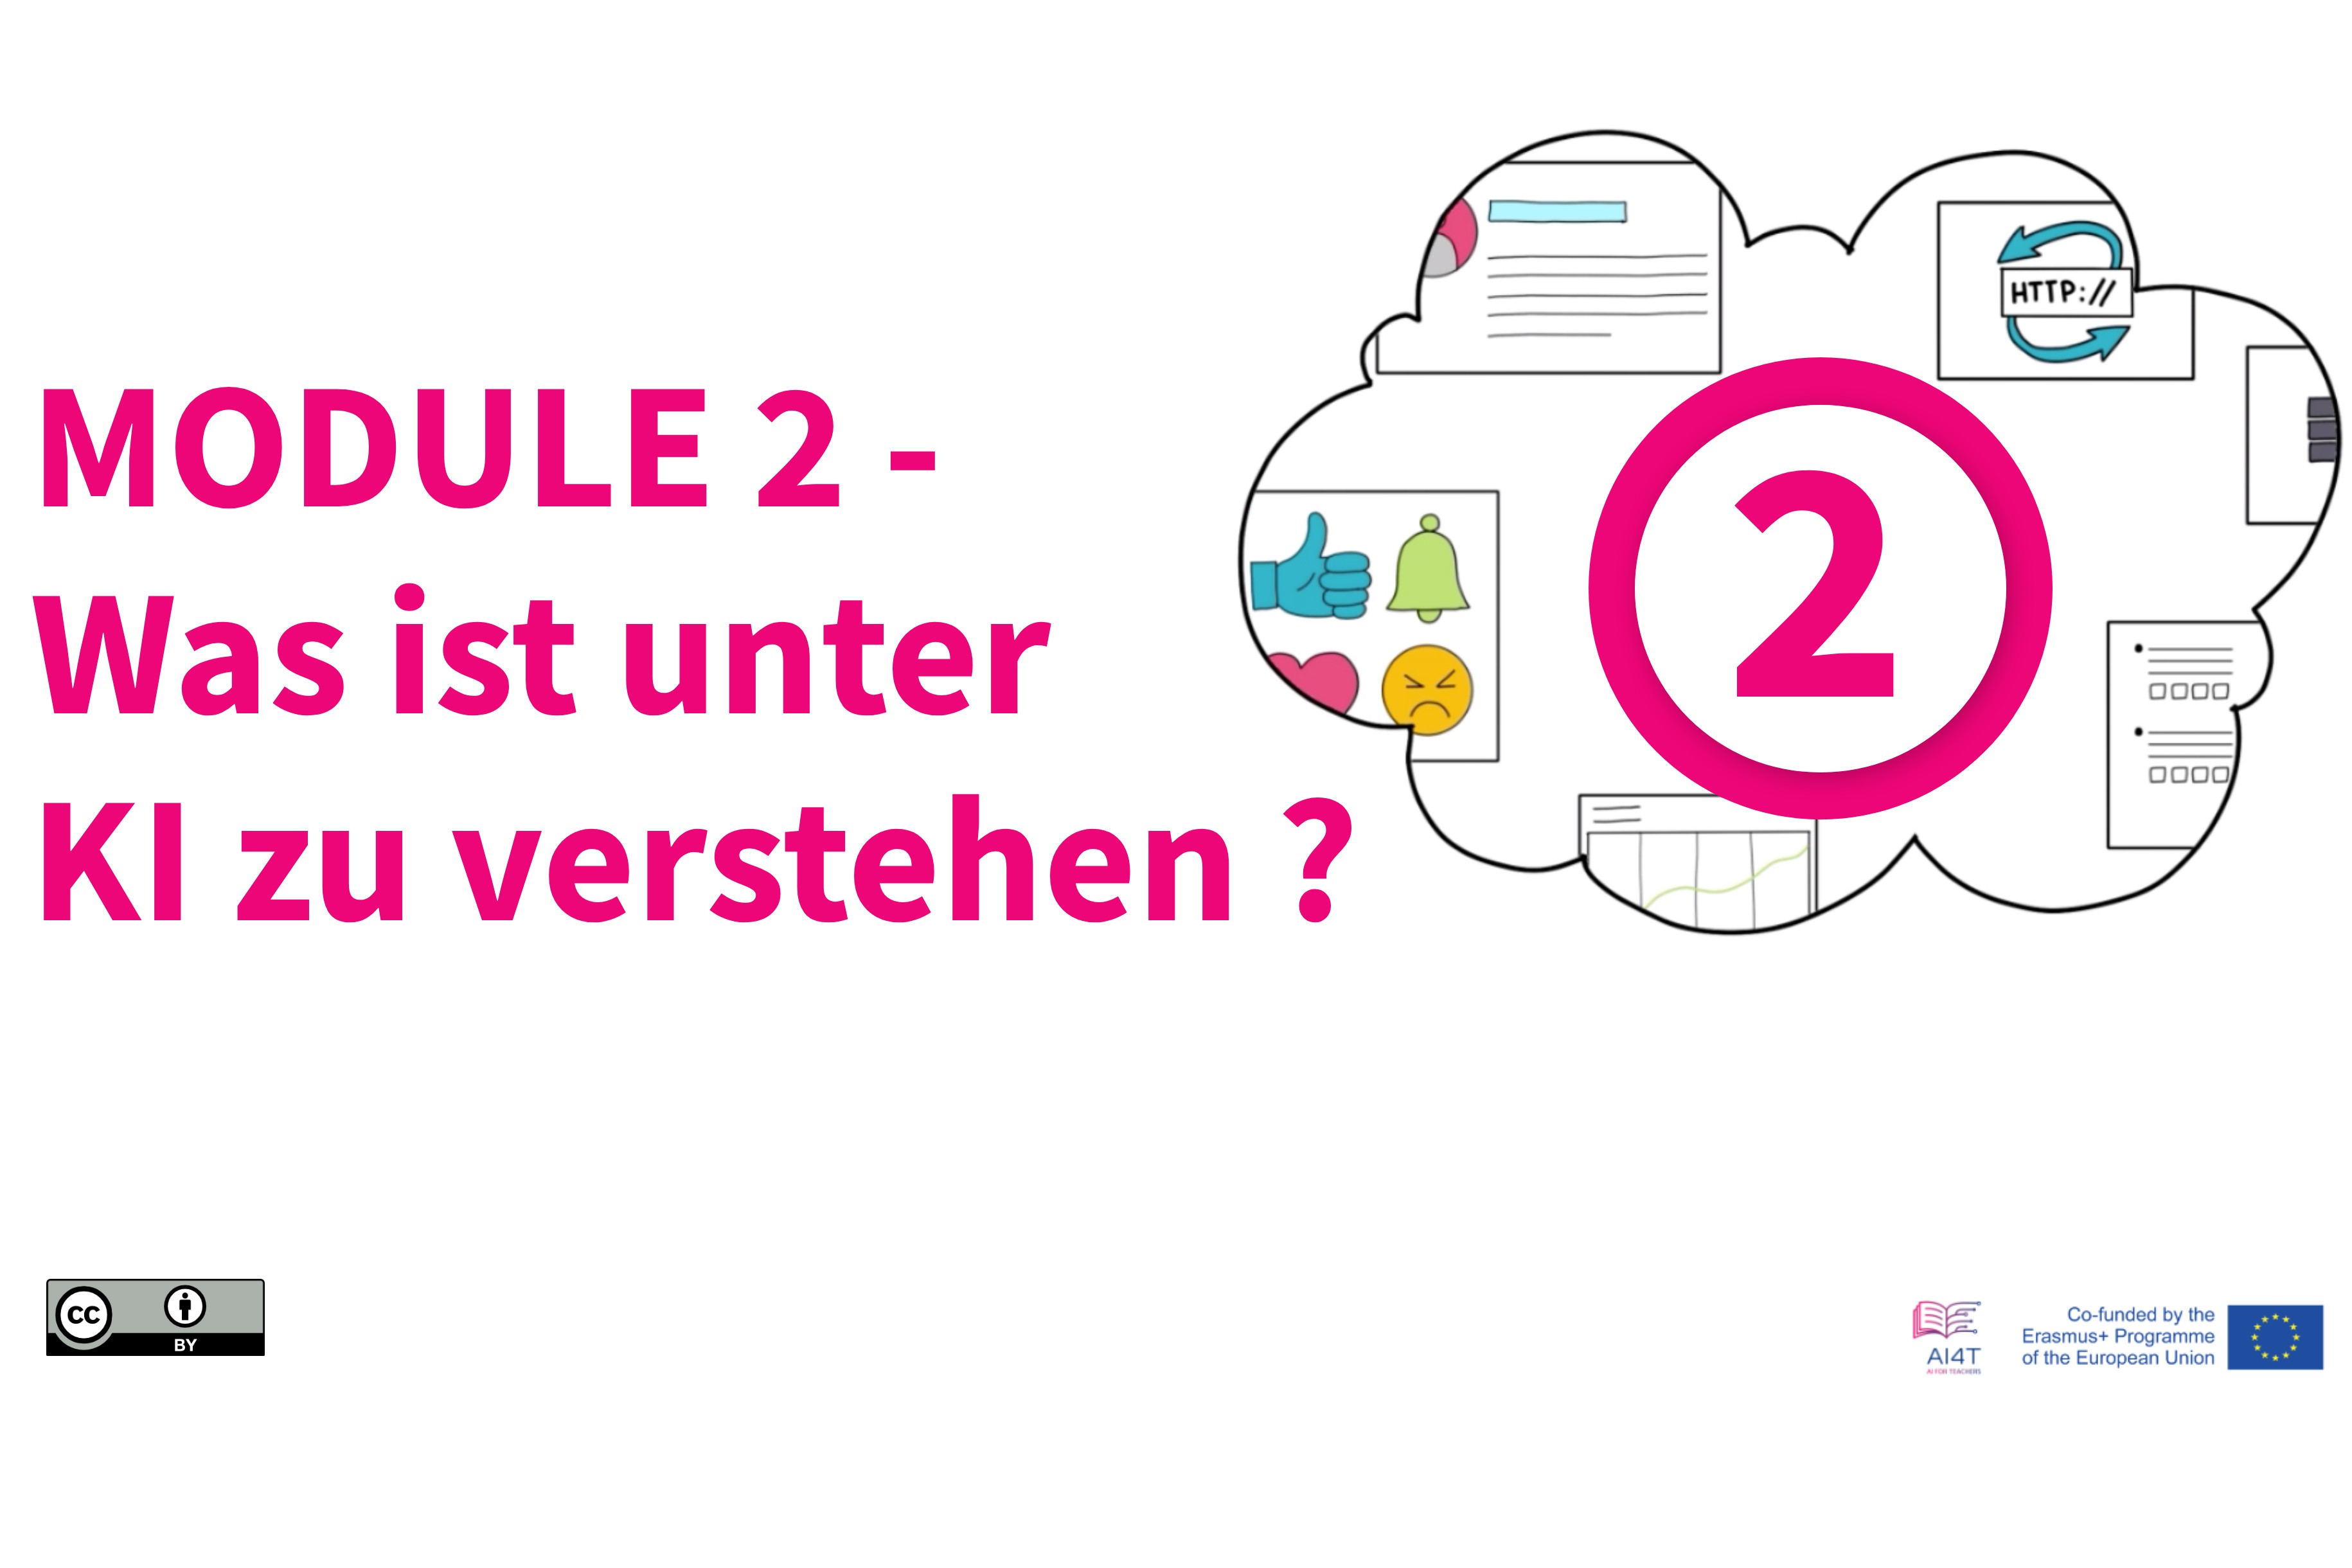 MODULE 2 -
Was ist unter
KI zu verstehen ?
HTTP://
2
CC
BY
AI4T
AI FOR TEACHERS
Co-funded by the
Erasmus+ Programme
of the European Union